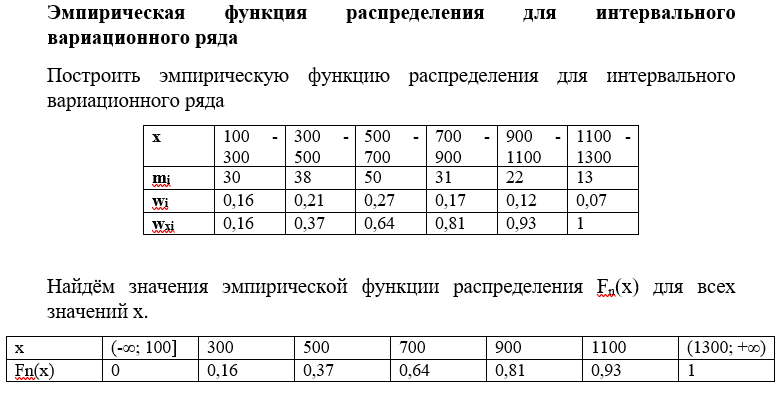 Эмпирическая функция распределения для интервального
вариационного ряда
Построить эмпирическую функцию распределения для интервального
вариационного ряда
x 100 - 300 - 500 - 700 - 900 - 1100 -
300 500 700 900 1100 1300
mi 30 38 50 31 22 13
wi 0,16 0,21 0,27 0,17 0,12 0,07
wxi 0,16 0,37 0,64 0,81 0,93 1
Найдём значения эмпирической функции распределения Fn(x) для всех
значений x.
x (-∞; 100] 300 500 700 900 1100 (1300; +∞)
Fn(x) 0 0,16 0,37 0,64 0,81 0,93 1